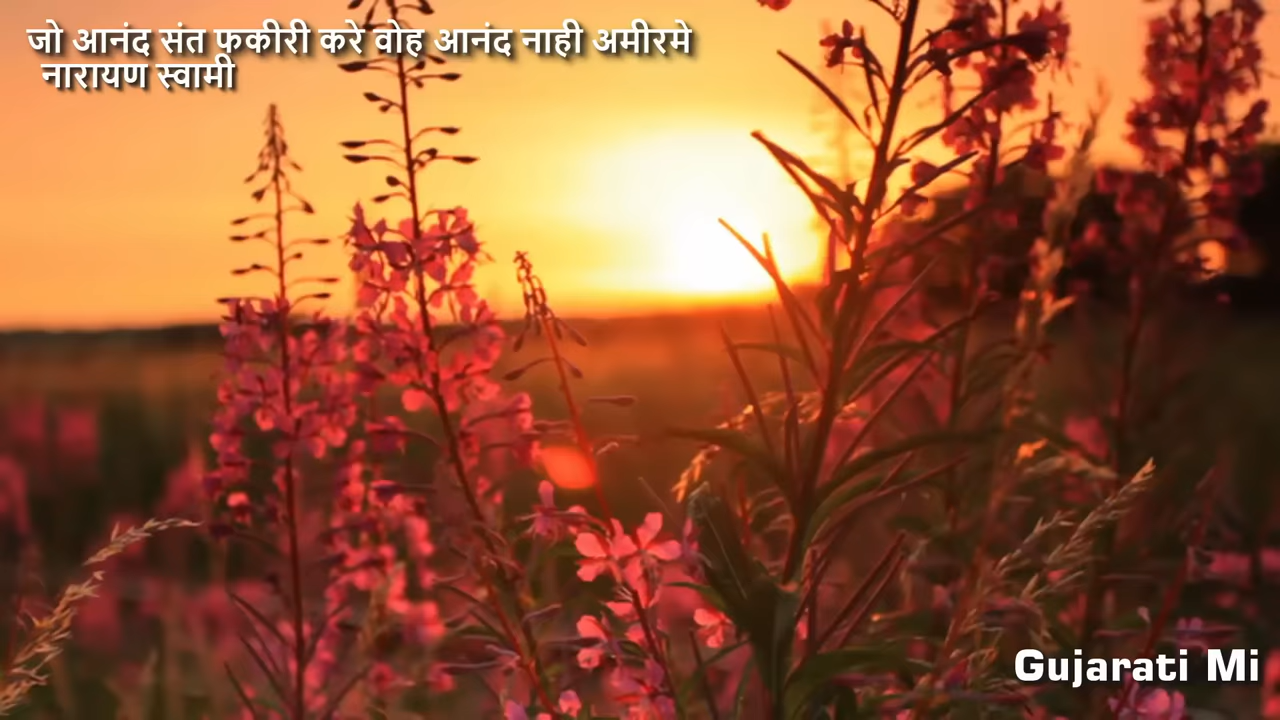 जो आनंद संत फकीरी करे वोह आनंद नाही अमीरमे
नारायण स्वामी
Gujarati Mi